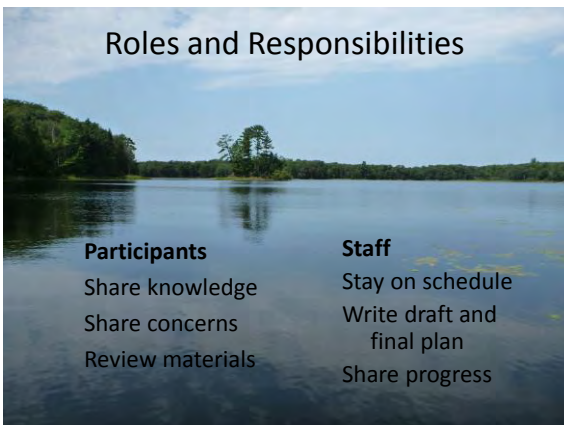 Roles and Responsibilities
Participants
Share knowledge
Share concerns
Review materials
Staff
Stay on schedule
Write draft and
final plan
Share progress